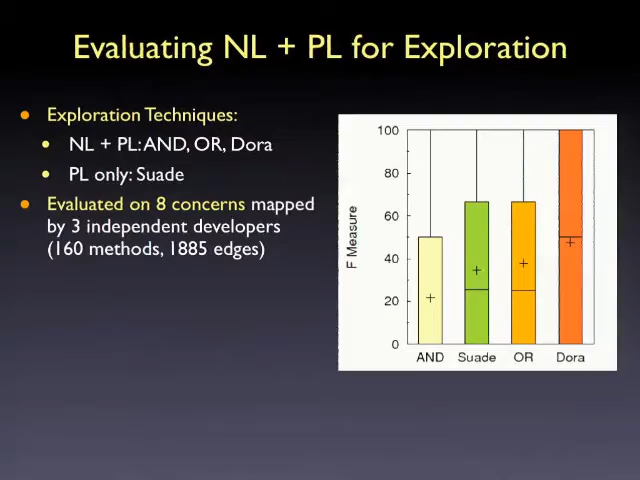 Evaluating NL + PL for Exploration
Exploration Techniques:
NL + PL: AND, OR, Dora
PL only: Suade
Evaluated on 8 concerns mapped
by 3 independent developers
(160 methods, 1885 edges)
F Measure
100
80
60
40
20
0
AND Suade OR Dora